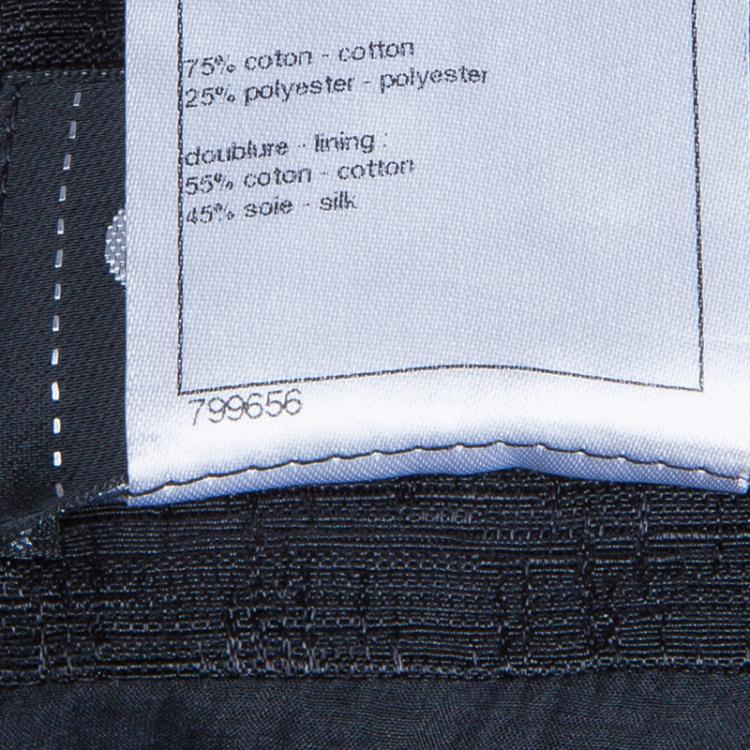 75% coton - cotton
25% polyester - polyester
doublure - lining :
55% coton - cotton
45% soie - silk
799656